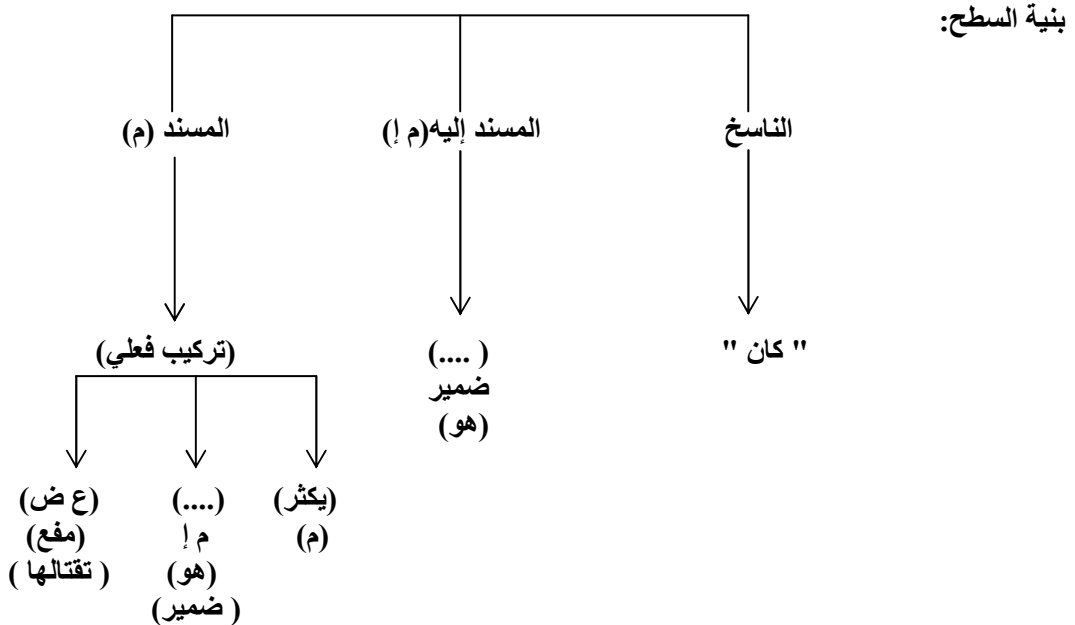 بنية السطح:
الناسخ المسند إليه(م إ) المسند (م)
" كان " (.... ) (تركيب فعلي)
ضمير
(هو)
(يكثر) (....) (ع ض)
(م) م إ (مفع)
(هو) ( تقتالها )
( ضمير)